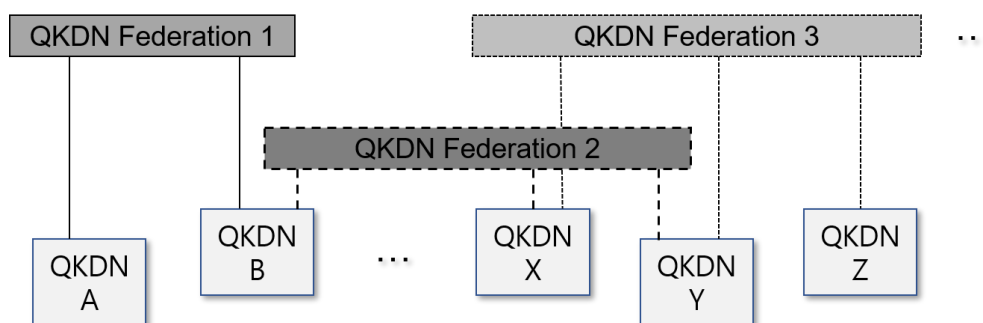 QKDN Federation 1
QKDN Federation 3
..
QKDN Federation 2
QKDN
B
...
QKDN
X
QKDN
Z
QKDN
A
QKDN
Y